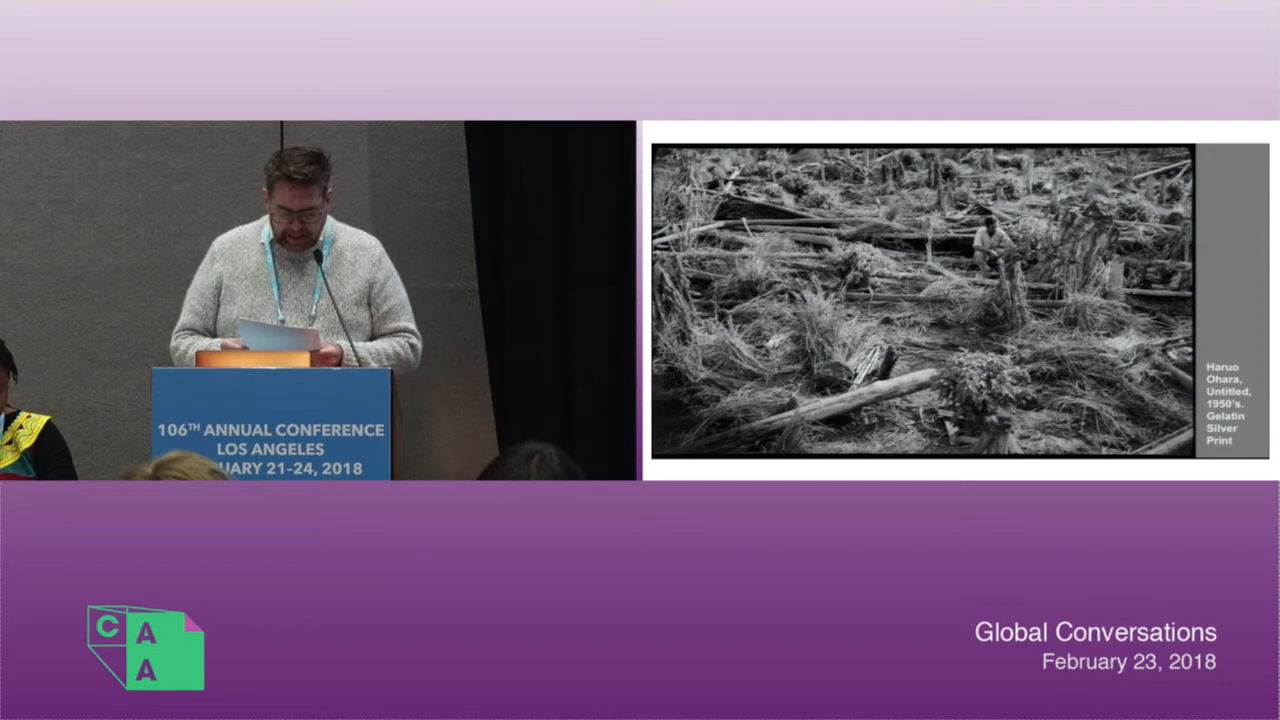 106TH ANNUAL CONFERENCE
LOS ANGELES
UARY 21-24, 2018
Haruo
Ohara,
Untitled,
1950's.
Gelatin
Silver
Print
C A
A
Global Conversations
February 23, 2018